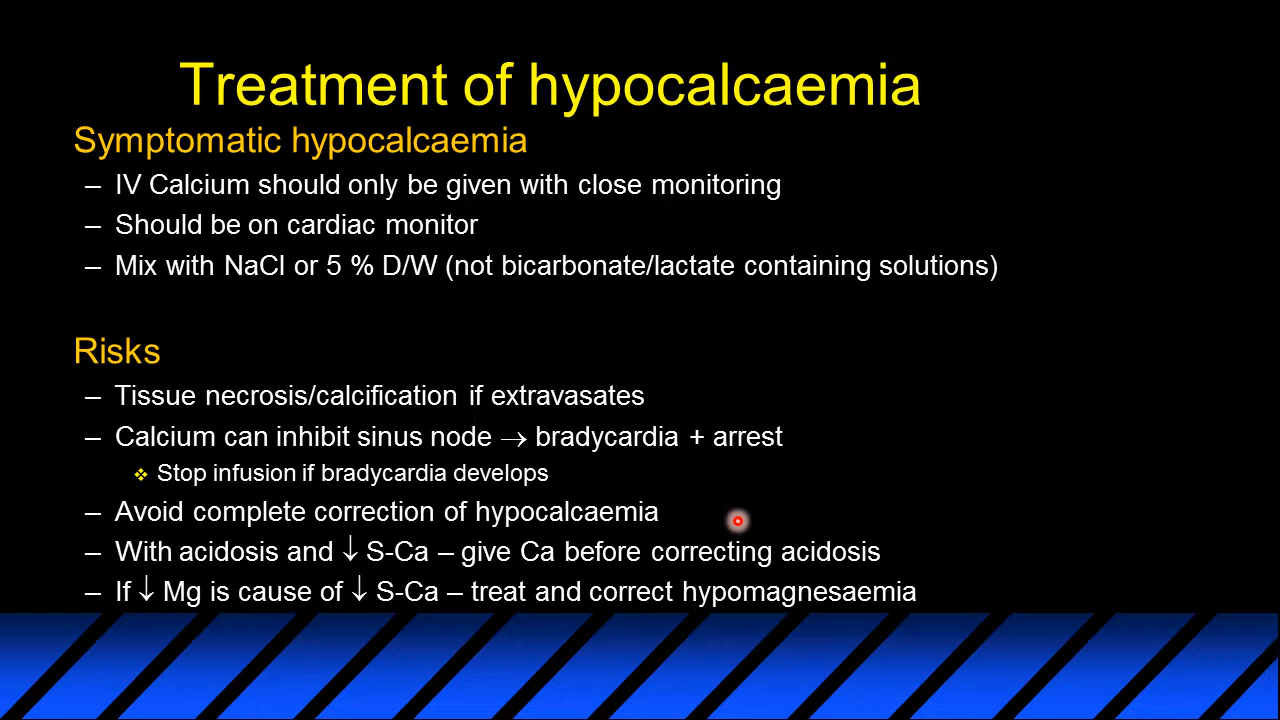 Treatment of hypocalcaemia
Symptomatic hypocalcaemia
– IV Calcium should only be given with close monitoring
– Should be on cardiac monitor
– Mix with NaCl or 5 % D/W (not bicarbonate/lactate containing solutions)
Risks
– Tissue necrosis/calcification if extravasates
– Calcium can inhibit sinus node → bradycardia + arrest
❖ Stop infusion if bradycardia develops
– Avoid complete correction of hypocalcaemia
– With acidosis and ↓ S-Ca – give Ca before correcting acidosis
– If ↓ Mg is cause of ↓ S-Ca – treat and correct hypomagnesaemia